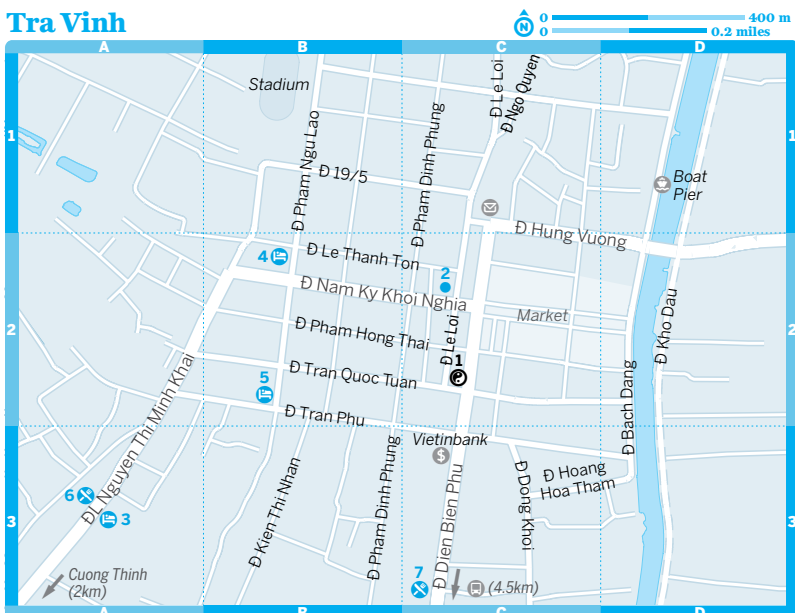 Tra Vinh
N
0 400 m
0 0.2 miles
A B C D
1
1
2
2
3
3
Stadium
Đ Le Loi
Đ Ngo Quyen
Đ Pham Ngu Lao
Đ Pham Dinh Phung
Đ 19/5
Boat
Pier
Đ Hung Vuong
4
Đ Le Thanh Ton
2
Đ Nam Ky Khoi Nghia
Market
Đ Pham Hong Thai
Đ Le Loi
1
Đ Kho Dau
5
Đ Tran Quoc Tuan
Đ Bach Dang
Đ Tran Phu
ĐL Nguyen Thi Minh Khai
Vietinbank
$
Đ Hoang
Hoa Tham
Đ Dong Khoi
Đ Kien Thi Nhan
Đ Pham Dinh Phung
Đ Dien Bien Phu
6
3
7
Cuong Thinh
(2km)
(4.5km)
A B C D